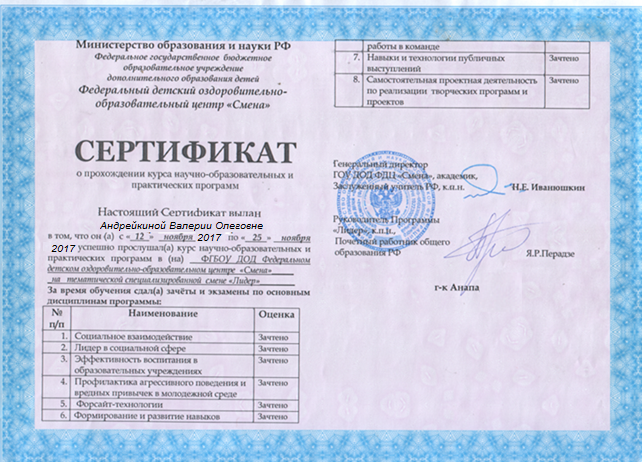 Министерство образования и науки РФ
Федеральное государственное бюджетное
образовательное учреждение
дополнительного образования детей
Федеральный детский оздоровительно-
образовательный центр «Смена»
СЕРТИФИКАТ
о прохождении курса научно-образовательных и
практических программ
Настоящий Сертификат выдан
Андрейкиной Валерии Олеговне
в том, что он (а) с « 12 » ноября 2017 по « 25 » ноября
2017 успешно прослушал(а) курс научно-образовательных и
практических программ в (на) ФГБОУ ДОД Федеральном
детском оздоровительно-образовательном центре «Смена»
на тематической специализированной смене «Лидер»
За время обучения сдал(а) зачёты и экзамены по основным
дисциплинам программы:
№ п/п Наименование Оценка
1. Социальное взаимодействие Зачтено
2. Лидер в социальной сфере Зачтено
3. Эффективность воспитания в Зачтено
образовательных учреждениях
4. Профилактика агрессивного поведения и Зачтено
вредных привычек в молодежной среде
5. Форсайт-технологии Зачтено
6. Формирование и развитие навыков Зачтено
работы в команде
7. Навыки и технологии публичных Зачтено
выступлений
8. Самостоятельная проектная деятельность Зачтено
по реализации творческих программ и
проектов
Генеральный директор
ГОУ ДОД ФДЦ «Смена», академик,
Заслуженный учитель РФ, к.п.н. Н.Е. Иванюшкин
Руководитель Программы
«Лидер», к.п.н.,
Почетный работник общего
образования РФ Я.Р.Перадзе
г-к Анапа